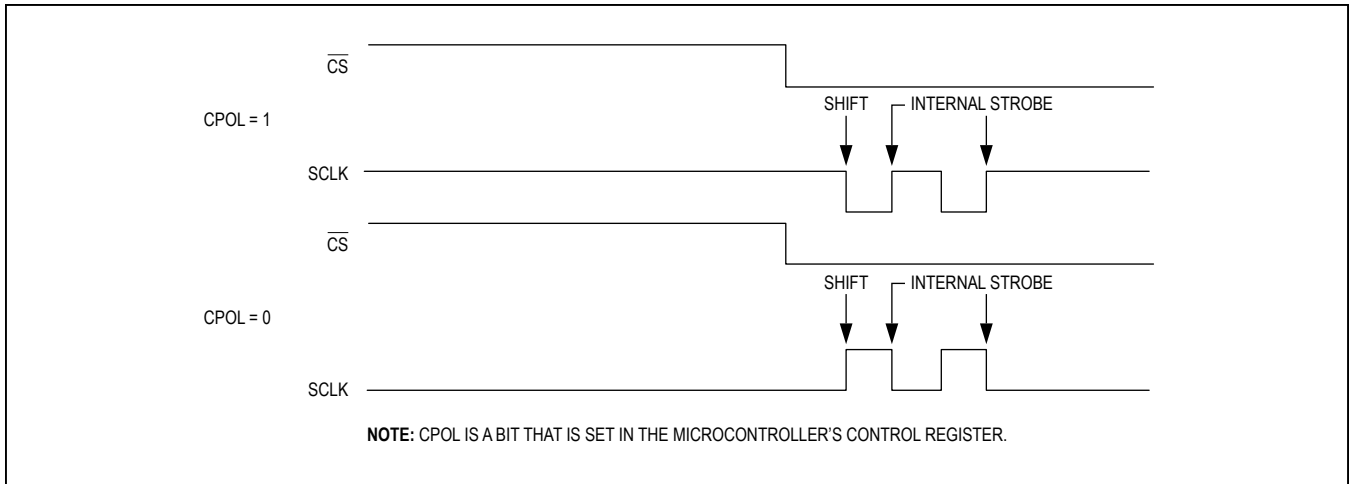 CS
SHIFT
INTERNAL STROBE
CPOL = 1
SCLK
CS
SHIFT
INTERNAL STROBE
CPOL = 0
SCLK
NOTE: CPOL IS A BIT THAT IS SET IN THE MICROCONTROLLER'S CONTROL REGISTER.